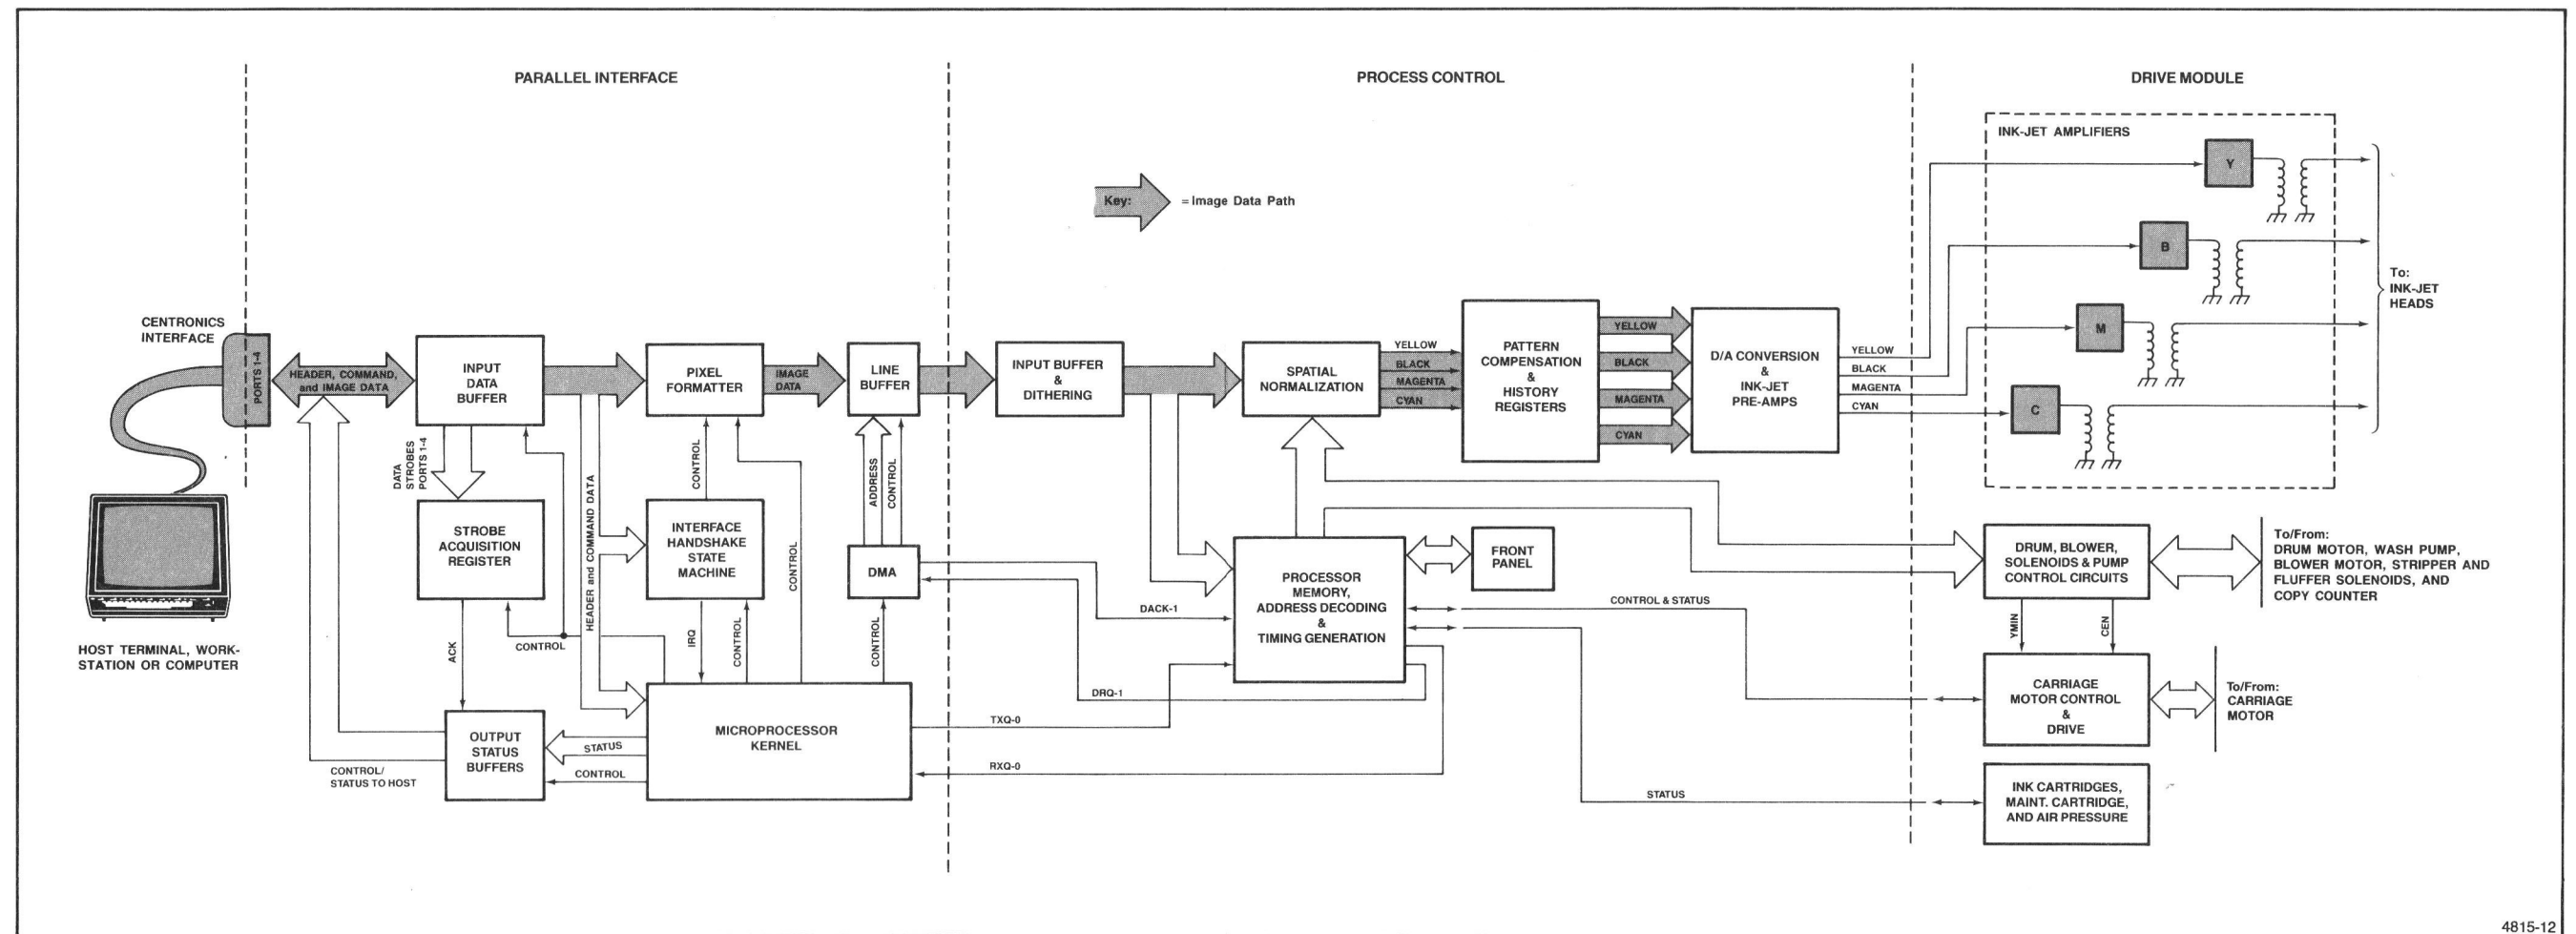 PARALLEL INTERFACE
PROCESS CONTROL
DRIVE MODULE
INK-JET AMPLIFIERS
Y
B
M
C
To:
INK-JET
HEADS
Key:
= Image Data Path
CENTRONICS
INTERFACE
PORTS 1-4
HEADER, COMMAND,
and IMAGE DATA
INPUT
DATA
BUFFER
PIXEL
FORMATTER
IMAGE
DATA
LINE
BUFFER
INPUT BUFFER
&
DITHERING
SPATIAL
NORMALIZATION
YELLOW
BLACK
MAGENTA
CYAN
PATTERN
COMPENSATION
&
HISTORY
REGISTERS
YELLOW
BLACK
MAGENTA
CYAN
D/A CONVERSION
&
INK-JET
PRE-AMPS
YELLOW
BLACK
MAGENTA
CYAN
DATA
STROBES
PORTS 1-4
HEADER and COMMAND DATA
CONTROL
CONTROL
ADDRESS
CONTROL
STROBE
ACQUISITION
REGISTER
INTERFACE
HANDSHAKE
STATE
MACHINE
DMA
DACK-1
PROCESSOR
MEMORY,
ADDRESS DECODING
&
TIMING GENERATION
FRONT
PANEL
CONTROL & STATUS
DRUM, BLOWER,
SOLENOIDS & PUMP
CONTROL CIRCUITS
To/From:
DRUM MOTOR, WASH PUMP,
BLOWER MOTOR, STRIPPER AND
FLUFFER SOLENOIDS, AND
COPY COUNTER
YMIN
CEN
HOST TERMINAL, WORK-
STATION OR COMPUTER
ACK
CONTROL
IRQ
CONTROL
CONTROL
DRQ-1
TXQ-0
RXQ-0
MICROPROCESSOR
KERNEL
STATUS
CONTROL
OUTPUT
STATUS
BUFFERS
CONTROL/
STATUS TO HOST
CARRIAGE
MOTOR CONTROL
&
DRIVE
To/From:
CARRIAGE
MOTOR
STATUS
INK CARTRIDGES,
MAINT. CARTRIDGE,
AND AIR PRESSURE
4815-12